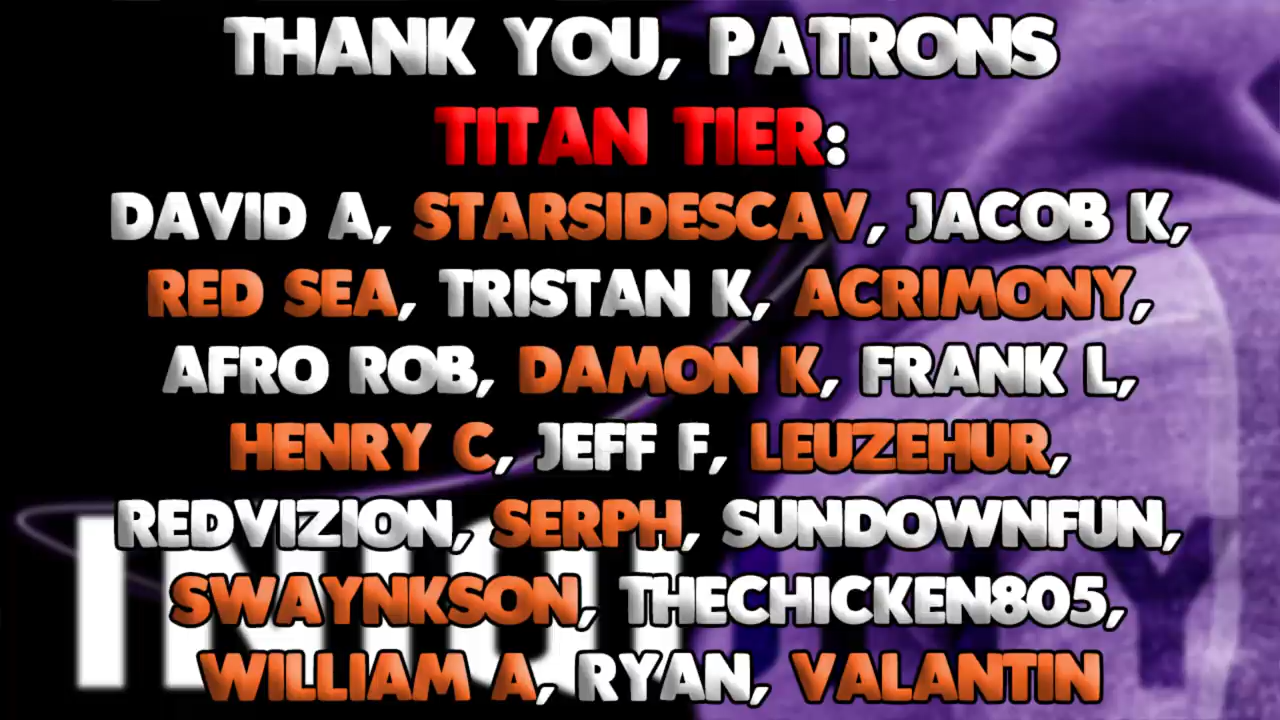 THANK YOU, PATRONS
TITAN TIER:
DAVID A, STARSIDESCAV, JACOB K,
RED SEA, TRISTAN K, ACRIMONY,
AFRO ROB, DAMON K, FRANK L,
HENRY C, JEFF F, LEUZEHUR,
REDVIZION, SERPH, SUNDOWNFUN,
SWAYNKSON, THECHICKEN805,
WILLIAM A, RYAN, VALANTIN